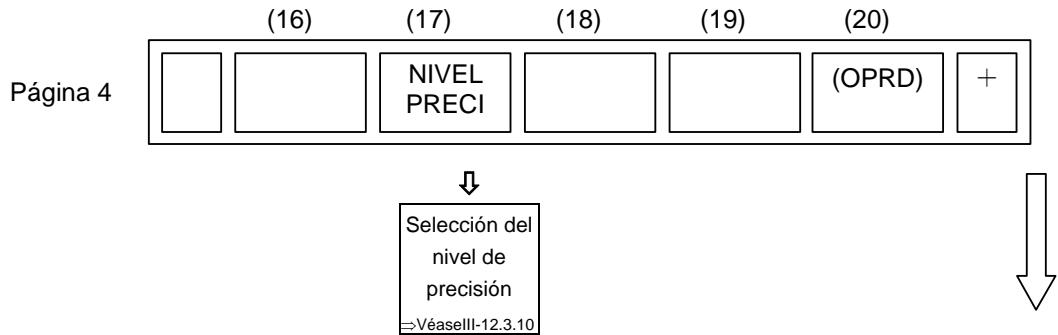 (16) (17) (18) (19) (20)
Página 4
NIVEL
PRECI
(OPRD)
+
Selección del
nivel de
precisión
⇒VéaseIII-12.3.10